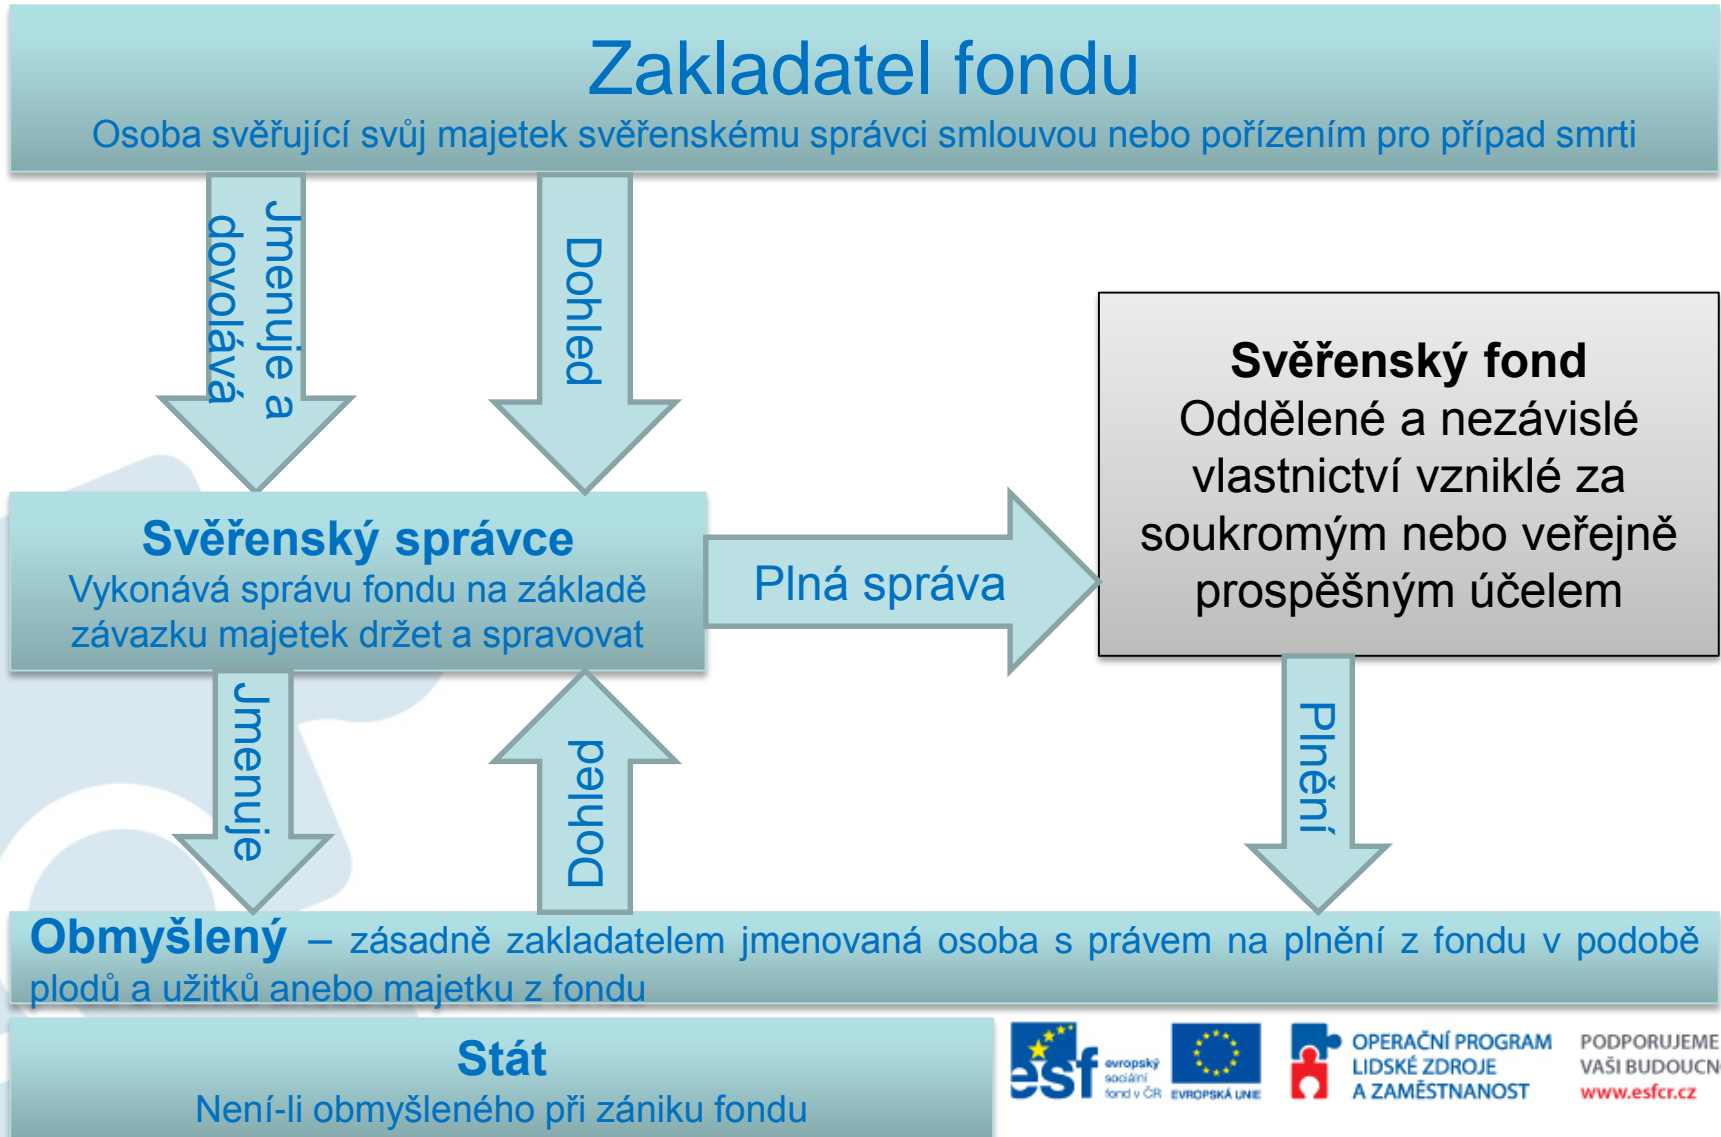 Zakladatel fondu
Osoba svěřující svůj majetek svěřenskému správci smlouvou nebo pořízením pro případ smrti
Jmenuje a
dovolává
Dohled
Svěřenský fond
Oddělené a nezávislé
vlastnictví vzniklé za
soukromým nebo veřejně
prospěšným účelem
Svěřenský správce
Vykonává správu fondu na základě
závazku majetek držet a spravovat
Plná správa
Jmenuje
Dohled
Plnění
Obmyšlený – zásadně zakladatelem jmenovaná osoba s právem na plnění z fondu v podobě
plodů a užitků anebo majetku z fondu
Stát
Není-li obmyšleného při zániku fondu
esf
evropský
sociální
fond v ČR
EVROPSKÁ UNIE
OPERAČNÍ PROGRAM
LIDSKÉ ZDROJE
A ZAMĚSTNANOST
PODPORUJEME
VAŠI BUDOUCN
www.esfcr.cz